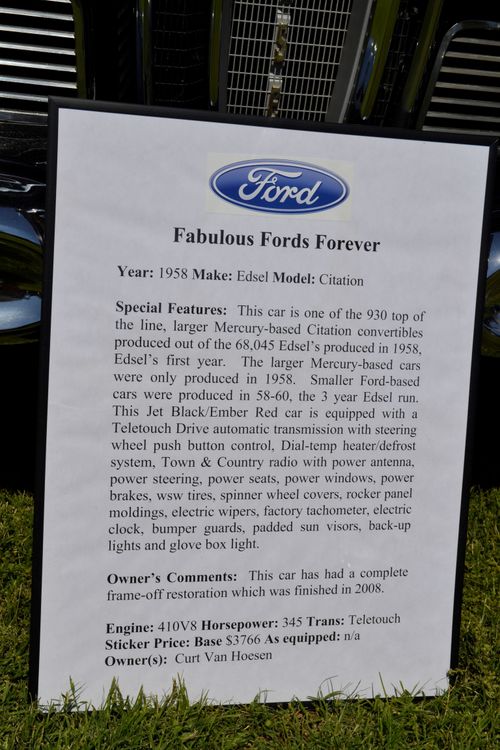 Ford
Fabulous Fords Forever
Year: 1958 Make: Edsel Model: Citation
Special Features: This car is one of the 930 top of
the line, larger Mercury-based Citation convertibles
produced out of the 68,045 Edsel's produced in 1958,
Edsel's first year. The larger Mercury-based cars
were only produced in 1958. Smaller Ford-based
cars were produced in 58-60, the 3 year Edsel run.
This Jet Black/Ember Red car is equipped with a
Teletouch Drive automatic transmission with steering
wheel push button control, Dial-temp heater/defrost
system, Town & Country radio with power antenna,
power steering, power seats, power windows, power
brakes, wsw tires, spinner wheel covers, rocker panel
moldings, electric wipers, factory tachometer, electric
clock, bumper guards, padded sun visors, back-up
lights and glove box light.
Owner's Comments: This car has had a complete
frame-off restoration which was finished in 2008.
Engine: 410V8 Horsepower: 345 Trans: Teletouch
Sticker Price: Base $3766 As equipped: n/a
Owner(s): Curt Van Hoesen